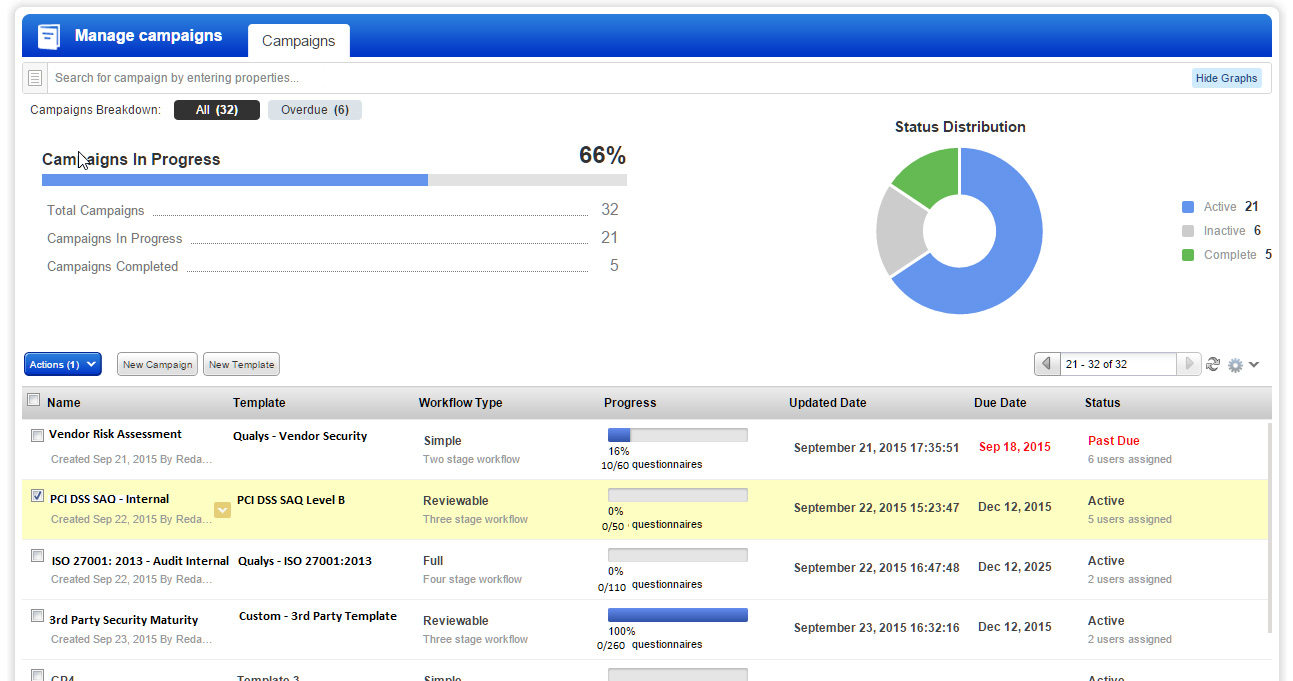 Manage campaigns Campaigns
Search for campaign by entering properties... Hide Graphs
Campaigns Breakdown: All (32) Overdue (6)
Status Distribution
Campaigns In Progress 66%
Total Campaigns 32
Campaigns In Progress 21
Campaigns Completed 5
Active 21
Inactive 6
Complete 5
Actions (1) New Campaign New Template 21 - 32 of 32
Name Template Workflow Type Progress Updated Date Due Date Status
Vendor Risk Assessment Qualys - Vendor Security Simple September 21, 2015 17:35:51 Sep 18, 2015 Past Due
Created Sep 21, 2015 By Reda... Two stage workflow 16% 6 users assigned
10/60 questionnaires
PCI DSS SAQ - Internal PCI DSS SAQ Level B Reviewable September 22, 2015 15:23:47 Dec 12, 2015 Active
Created Sep 22, 2015 By Reda... Three stage workflow 0% 5 users assigned
0/50 questionnaires
ISO 27001: 2013 - Audit Internal Qualys - ISO 27001:2013 Full September 22, 2015 16:47:48 Dec 12, 2025 Active
Created Sep 22, 2015 By Reda... Four stage workflow 0% 2 users assigned
0/110 questionnaires
3rd Party Security Maturity Custom - 3rd Party Template Reviewable September 23, 2015 16:32:16 Dec 12, 2015 Active
Created Sep 23, 2015 By Reda... Three stage workflow 100% 2 users assigned
0/260 questionnaires
Template 3 Simple Active